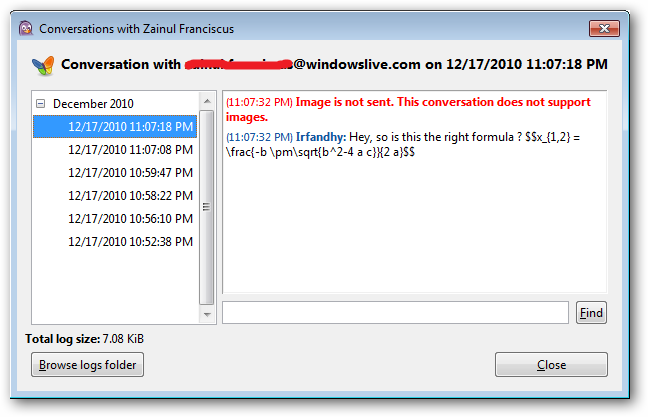 Conversations with Zainul Franciscus
Conversation with @windowslive.com on 12/17/2010 11:07:18 PM
December 2010
12/17/2010 11:07:18 PM
12/17/2010 11:07:08 PM
12/17/2010 10:59:47 PM
12/17/2010 10:58:22 PM
12/17/2010 10:56:10 PM
12/17/2010 10:52:38 PM
(11:07:32 PM) Image is not sent. This conversation does not support
images.
(11:07:32 PM) Irfandhy: Hey, so is this the right formula ? $$x_{1,2} =
\frac{-b \pm\sqrt{b^2-4 a c}}{2 a}$$
Find
Total log size: 7.08 KiB
Browse logs folder
Close